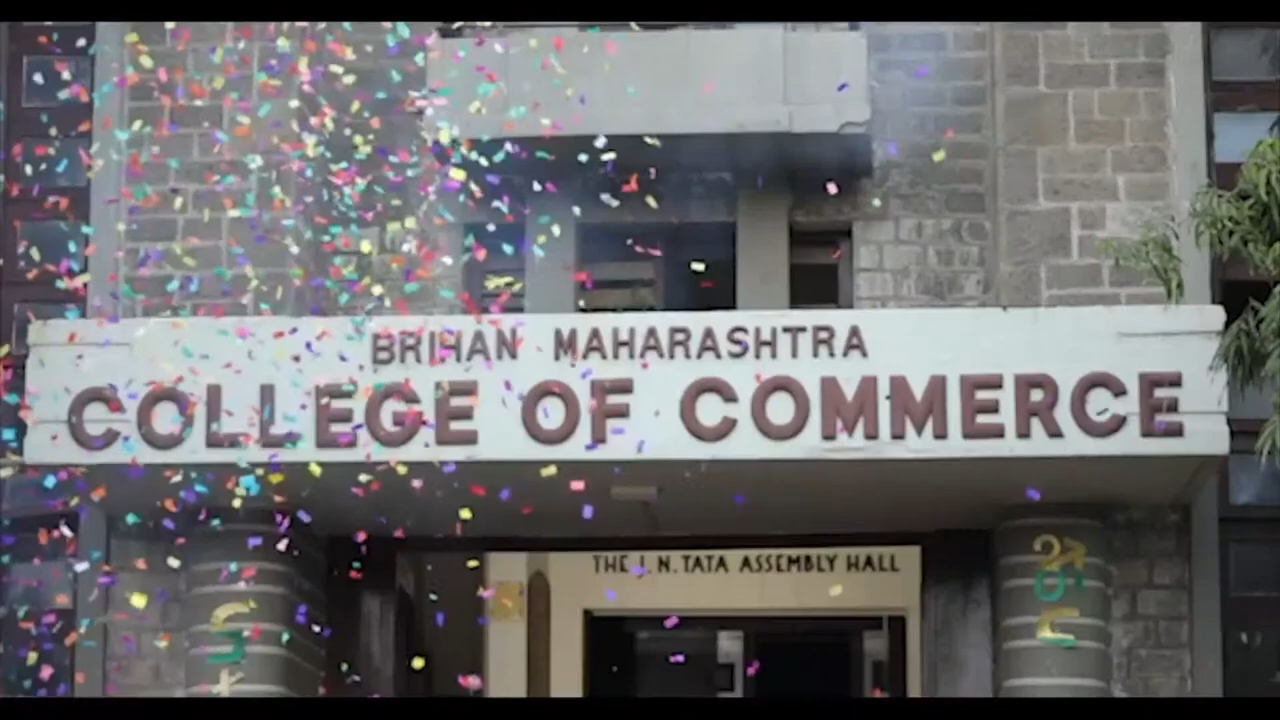 BRIHAN MAHARASHTRA
COLLEGE OF COMMERCE
THE J. N. TATA ASSEMBLY HALL